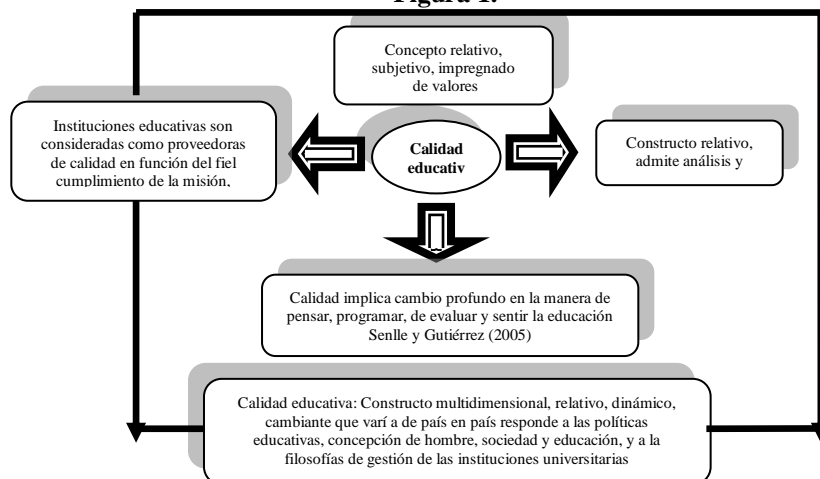 Figura 1.
Concepto relativo,
subjetivo, impregnado
de valores
Instituciones educativas son
consideradas como proveedoras
de calidad en función del fiel
cumplimiento de la misión,
Calidad
educativ
Constructo relativo,
admite análisis y
Calidad implica cambio profundo en la manera de
pensar, programar, de evaluar y sentir la educación
Senlle y Gutiérrez (2005)
Calidad educativa: Constructo multidimensional, relativo, dinámico,
cambiante que varí a de país en país responde a las políticas
educativas, concepción de hombre, sociedad y educación, y a la
filosofías de gestión de las instituciones universitarias